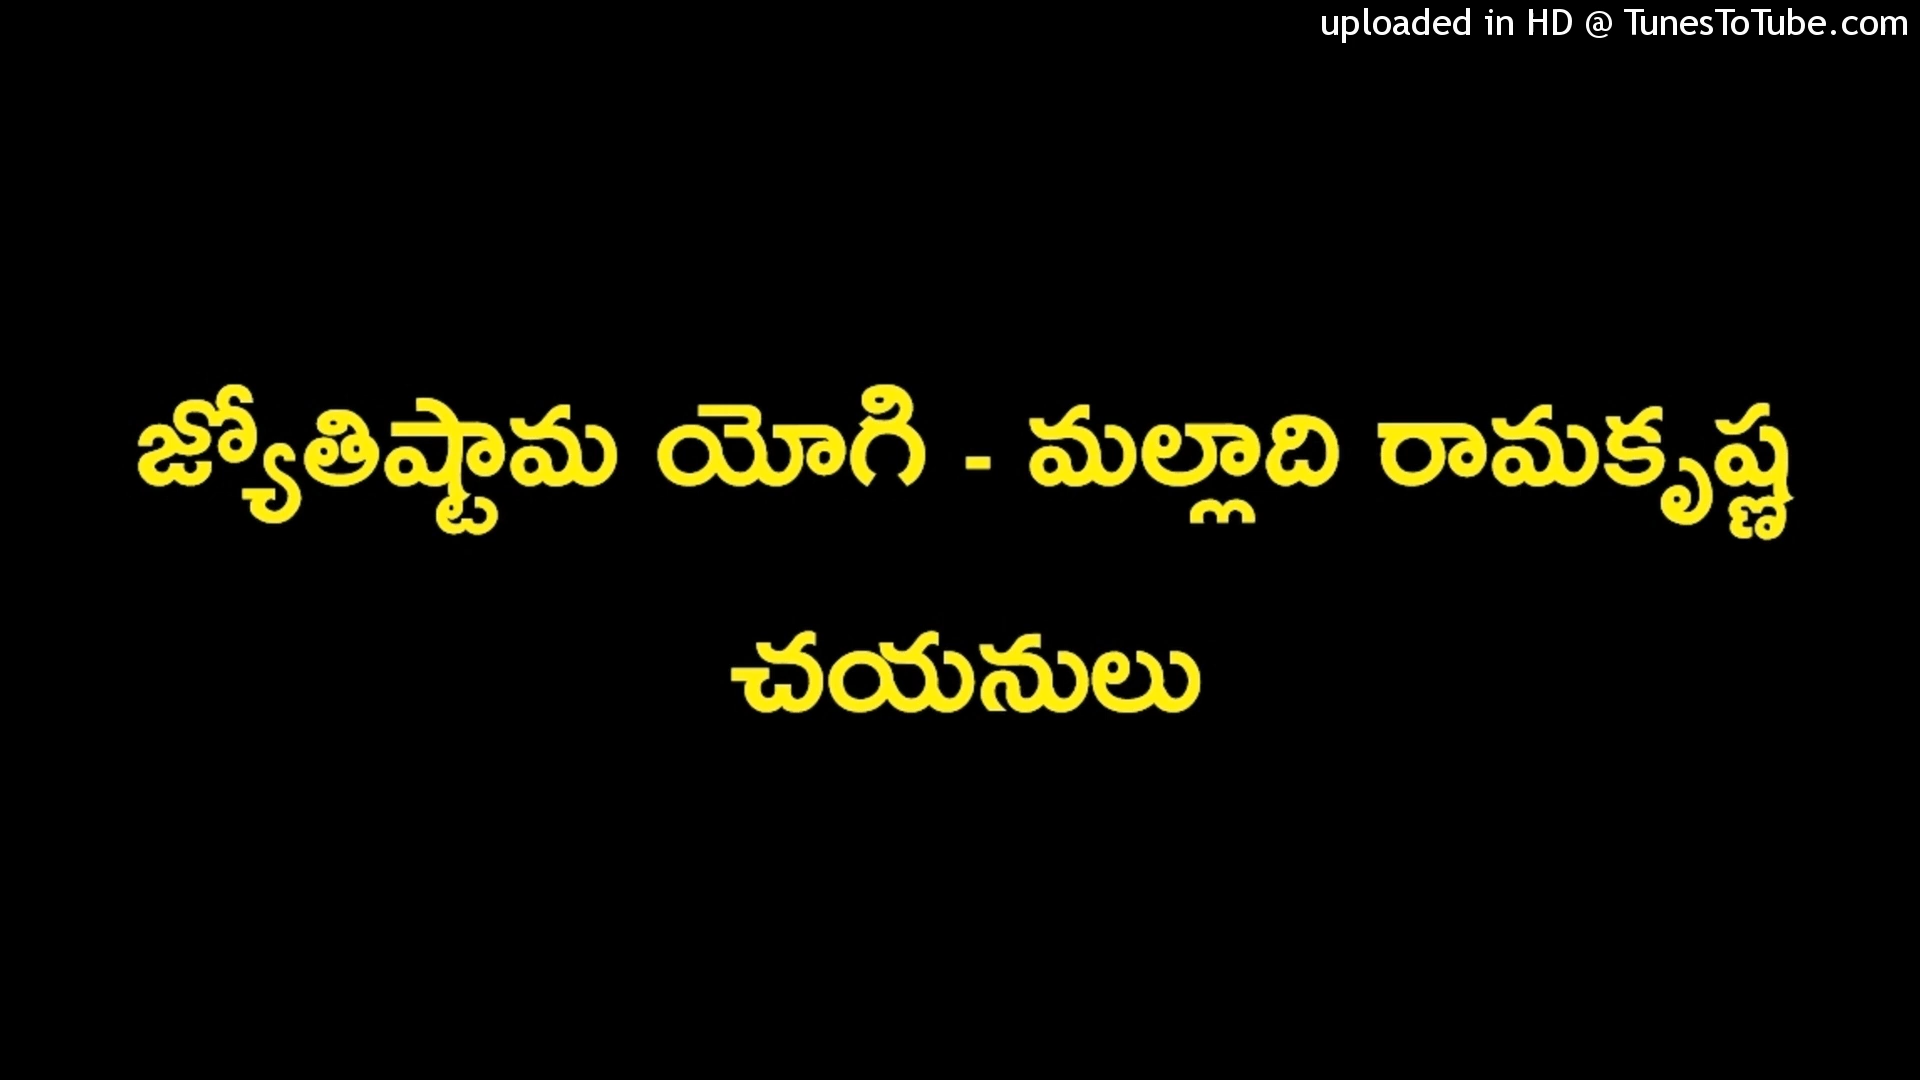 uploaded in HD @ TunesToTube.com
జ్యోతిష్టామ యోగి - మల్లాది రామకృష్ణ
చయనులు